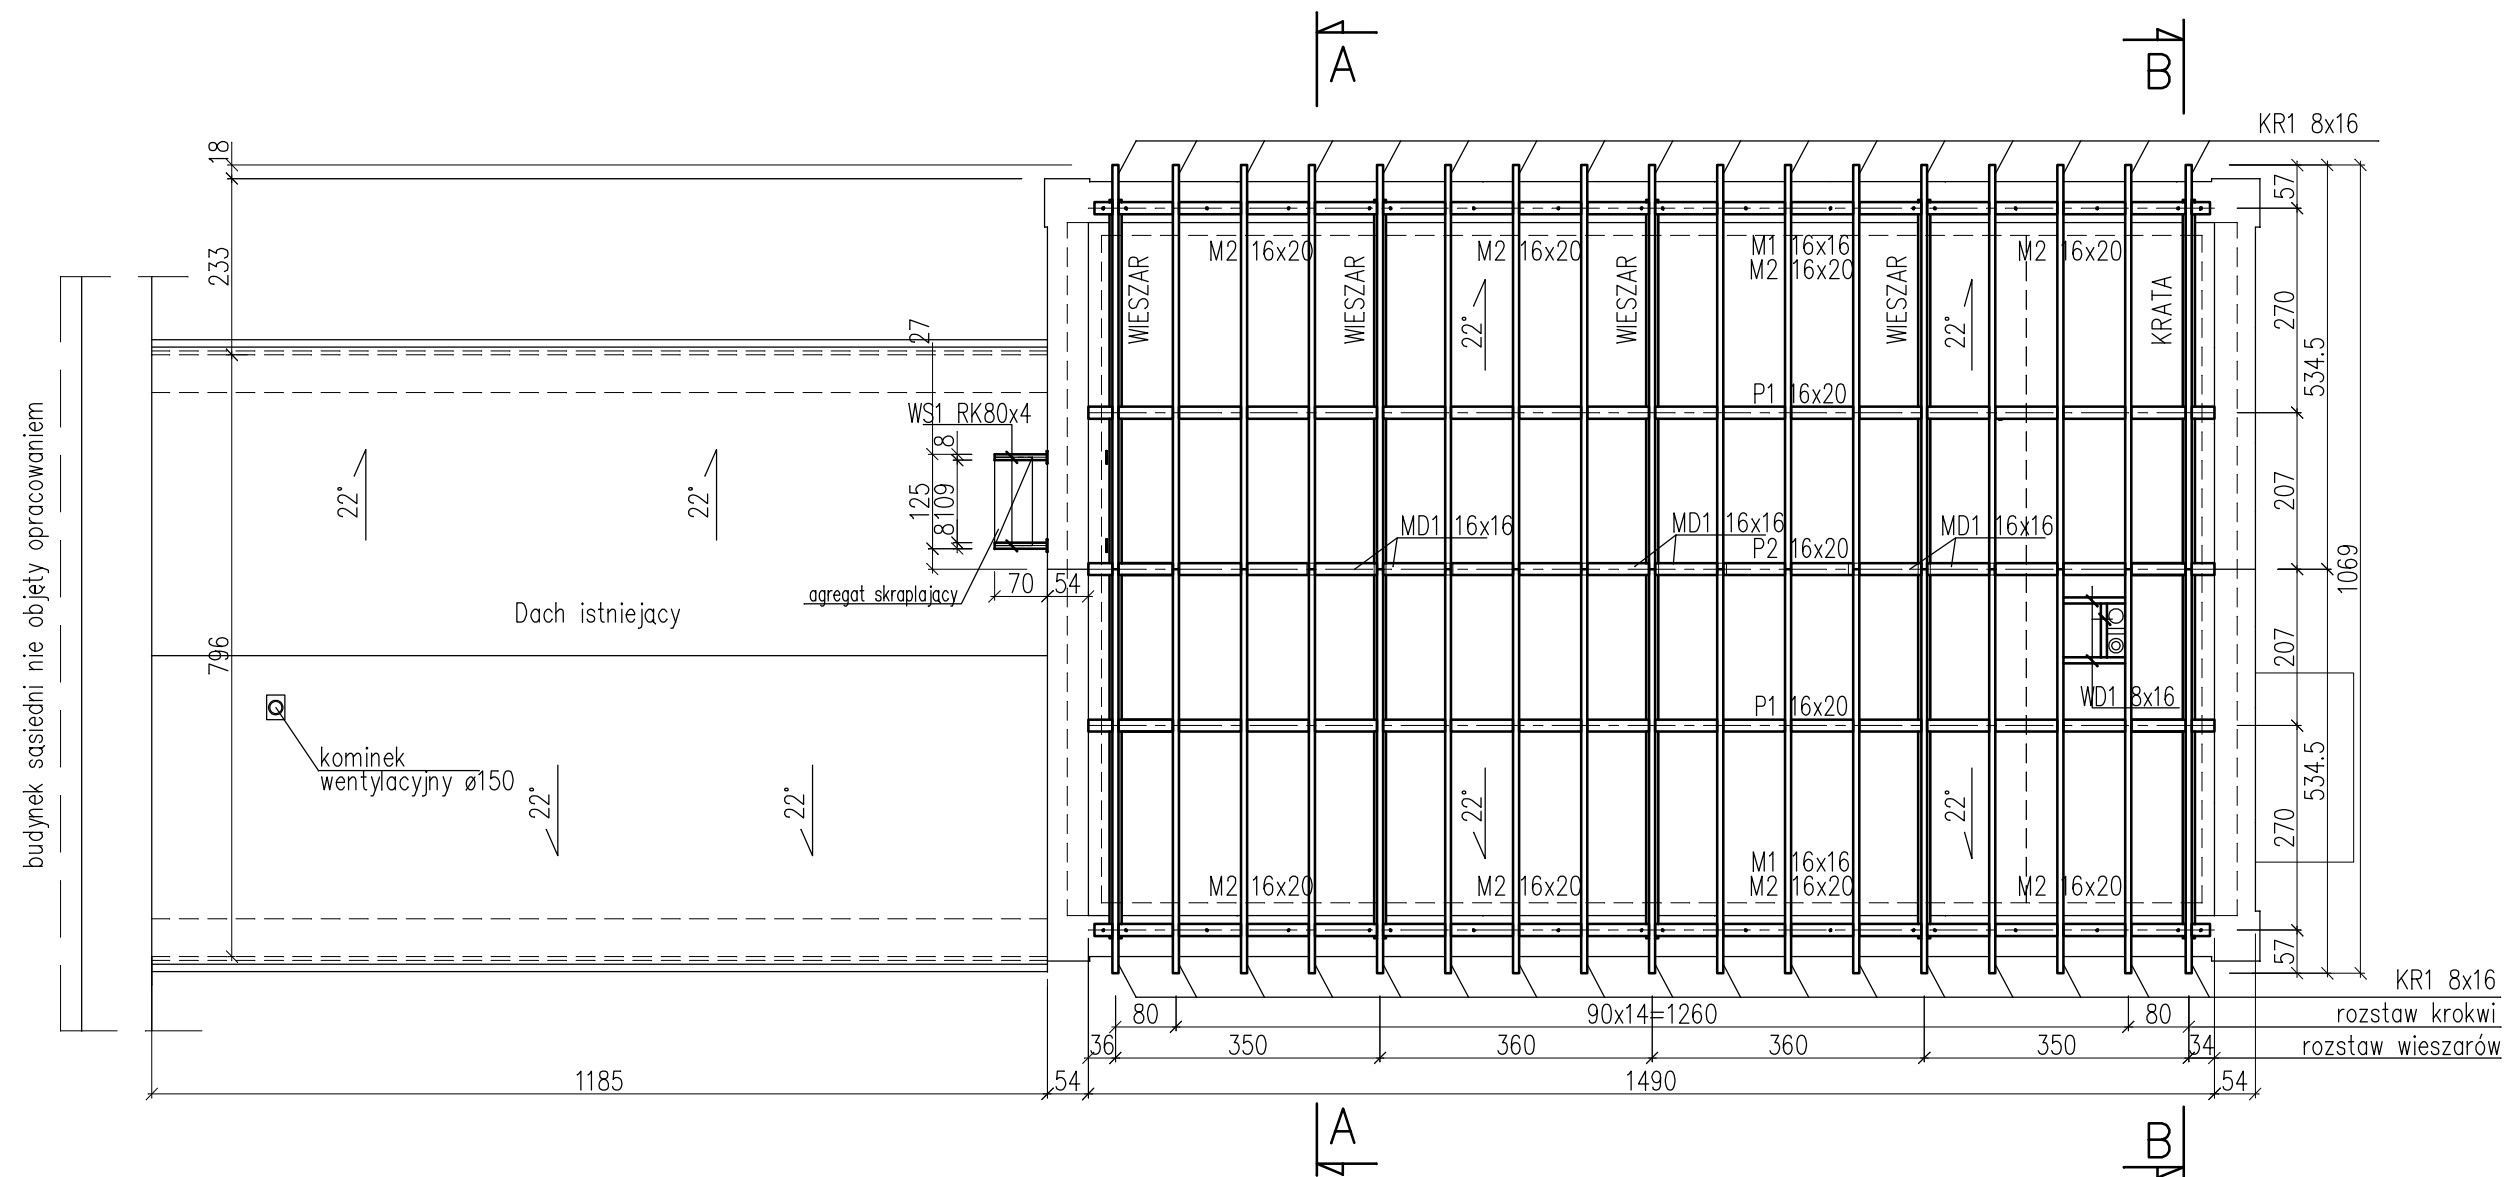 A
B
KR1 8x16
18
57
M2 16x20
M2 16x20
M1 16x16
M2 16x20
M2 16x20
233
WIESZAR
WIESZAR
WIESZAR
WIESZAR
KRATA
270
22°
22°
27
534.5
P1 16x20
WS1 RK80x4
8
budynek sąsiedni nie objęty opracowaniem
22°
22°
125
109
8
207
MD1 16x16
MD1 16x16
MD1 16x16
P2 16x20
1069
70
54
agregat skraplający
Dach istniejący
796
207
WD1 8x16
P1 16x20
kominek
wentylacyjny ø150
22°
22°
22°
22°
534.5
270
M1 16x16
M2 16x20
M2 16x20
M2 16x20
M2 16x20
57
KR1 8x16
80
90x14=1260
80
rozstaw krokwi
36
350
360
360
350
34
rozstaw wieszarów
1185
54
1490
54
A
B